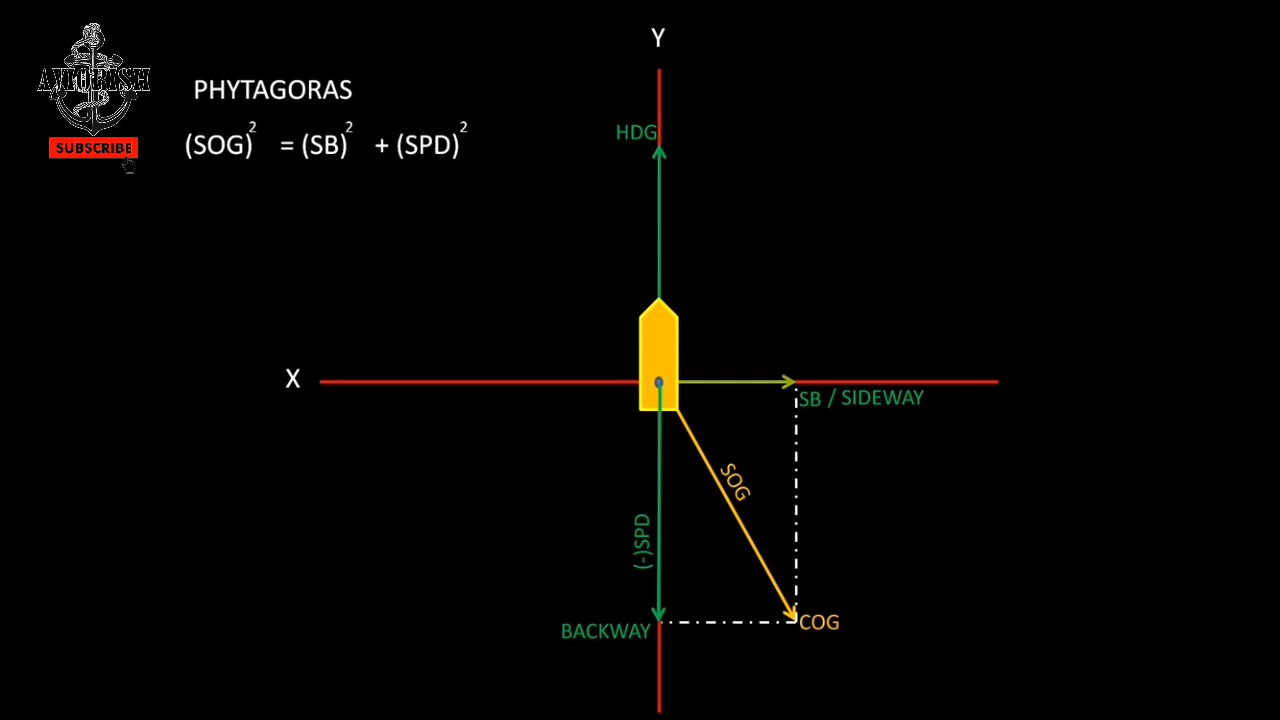 Y
PHYTAGORAS
(SOG)² = (SB)² + (SPD)²
SUBSCRIBE
HDG
X
SB / SIDEWAY
SOG
(-)SPD
BACKWAY
COG